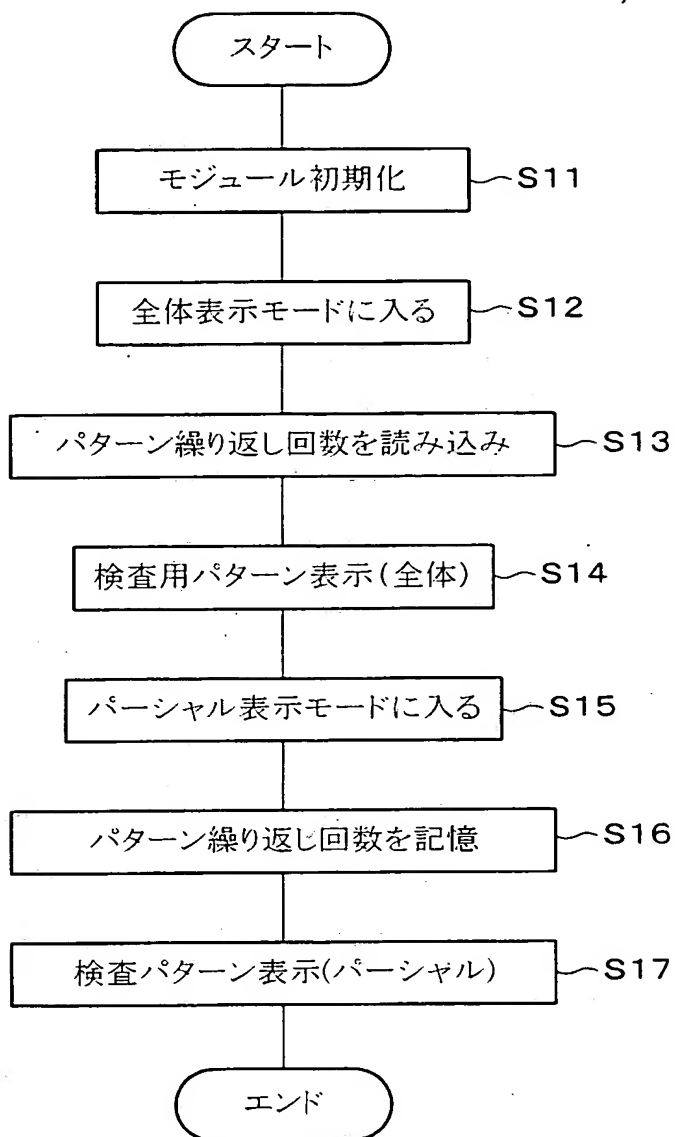 スタート
モジュール初期化 S11
全体表示モードに入る S12
パターン繰り返し回数を読み込み S13
検査用パターン表示(全体) S14
パーシャル表示モードに入る S15
パターン繰り返し回数を記憶 S16
検査パターン表示(パーシャル) S17
エンド